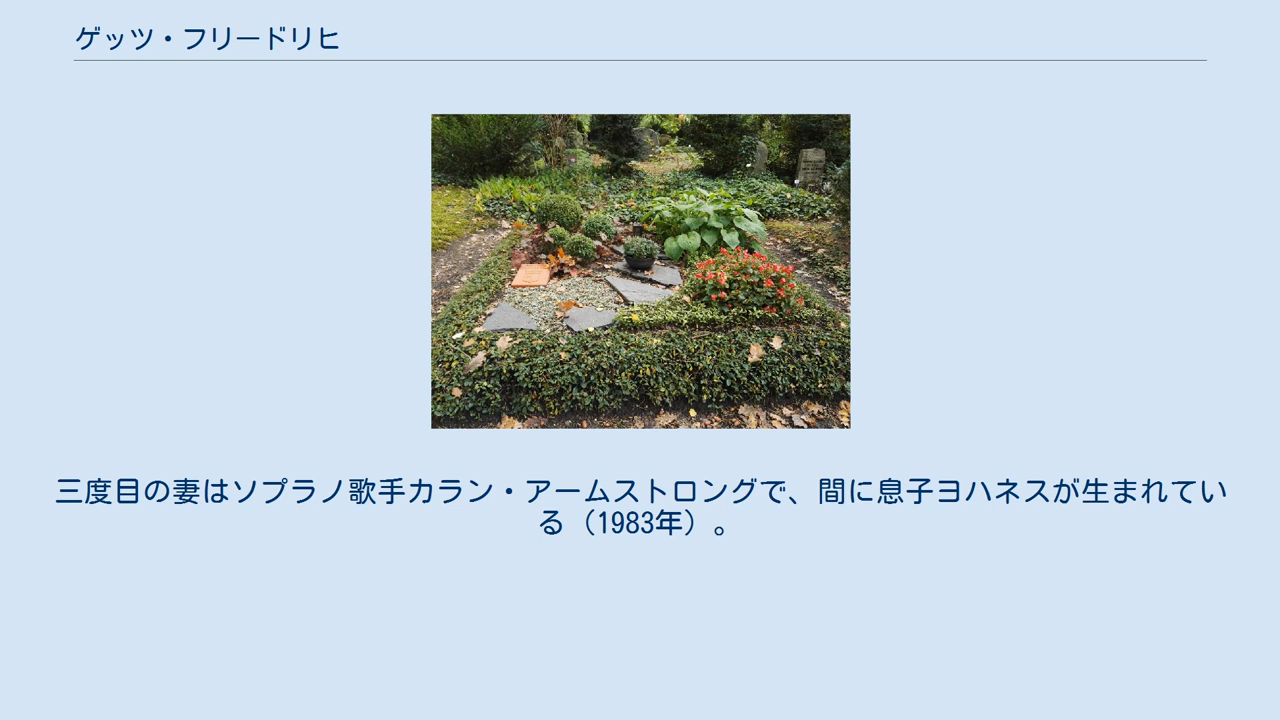 ゲッツ・フリードリヒ
三度目の妻はソプラノ歌手カラン・アームストロングで、間に息子ヨハネスが生まれてい
る（1983年）。